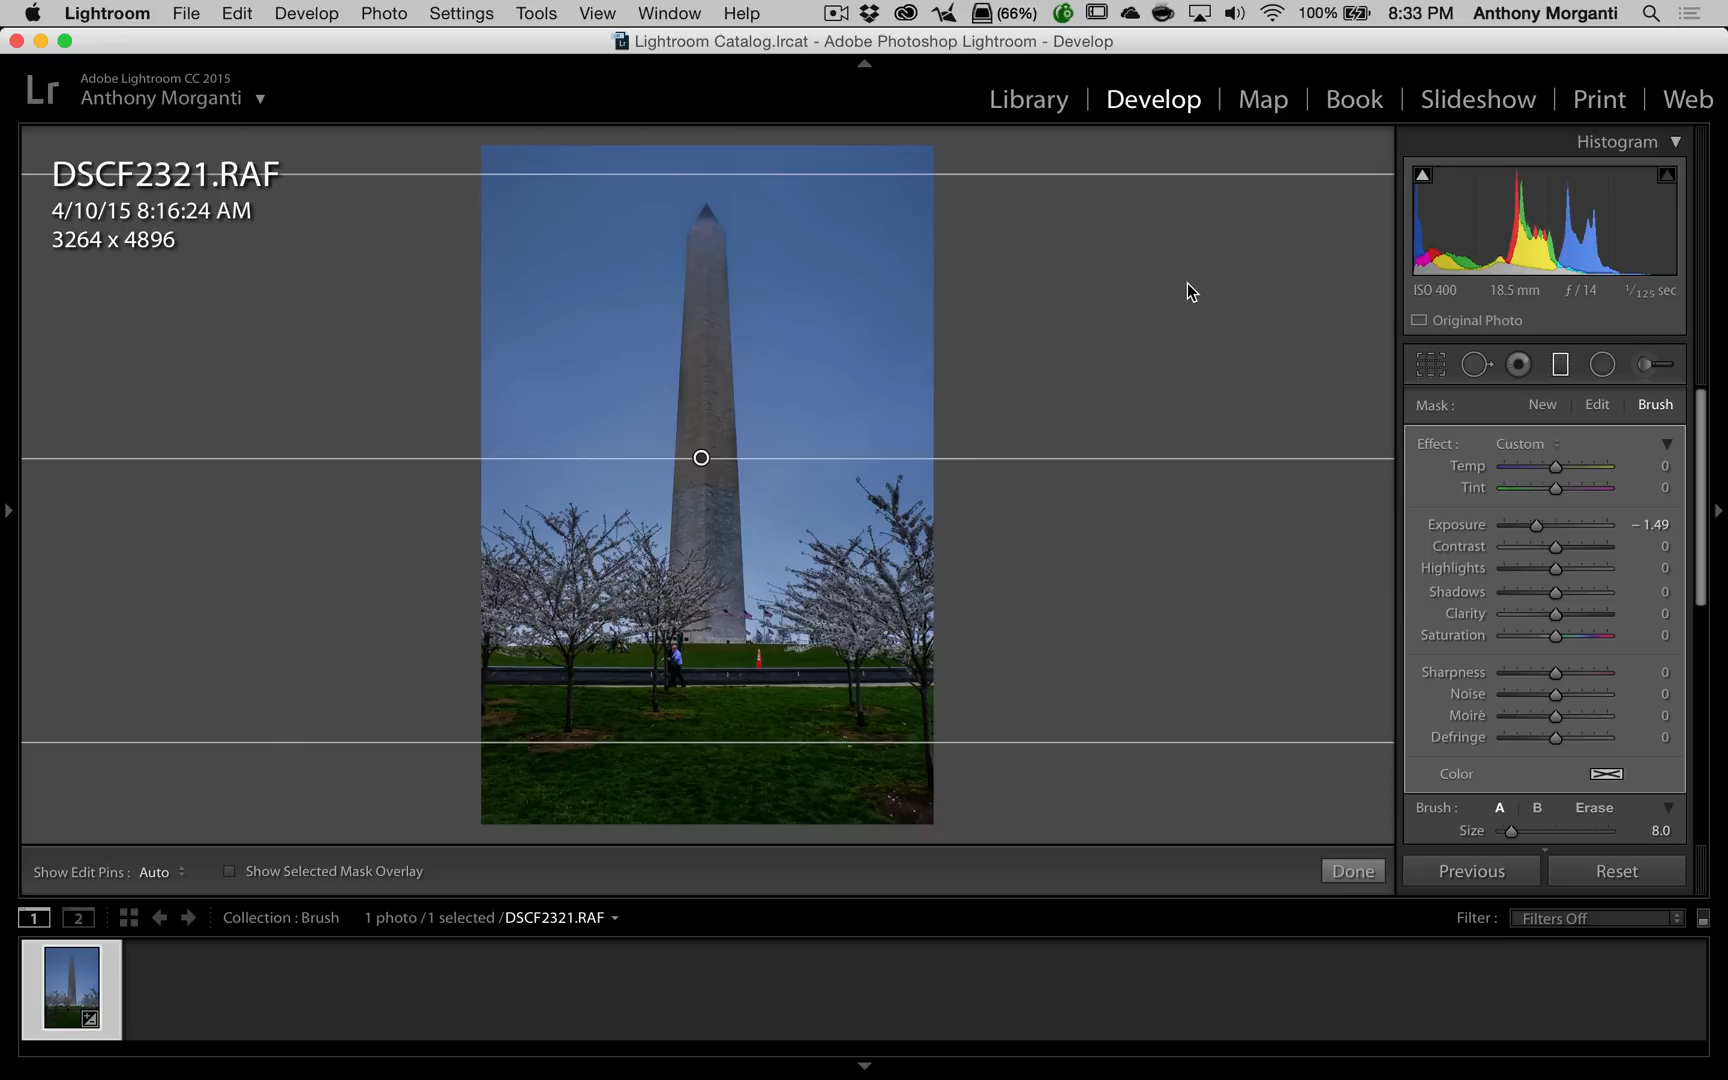 Lightroom File Edit Develop Photo Settings Tools View Window Help (66%) 100% 8:33 PM Anthony Morganti
Lightroom Catalog.lrcat - Adobe Photoshop Lightroom - Develop
Lr
Adobe Lightroom CC 2015
Anthony Morganti
Library | Develop | Map | Book | Slideshow | Print | Web
DSCF2321.RAF
4/10/15 8:16:24 AM
3264 x 4896
Histogram
ISO 400 18.5 mm ƒ / 14 1/125 sec
Original Photo
Mask : New Edit Brush
Effect : Custom
Temp 0
Tint 0
Exposure – 1.49
Contrast 0
Highlights 0
Shadows 0
Clarity 0
Saturation 0
Sharpness 0
Noise 0
Moiré 0
Defringe 0
Color
Brush : A B Erase
Size 8.0
Show Edit Pins : Auto Show Selected Mask Overlay Done
Previous Reset
1 2 Collection : Brush 1 photo / 1 selected / DSCF2321.RAF Filter : Filters Off